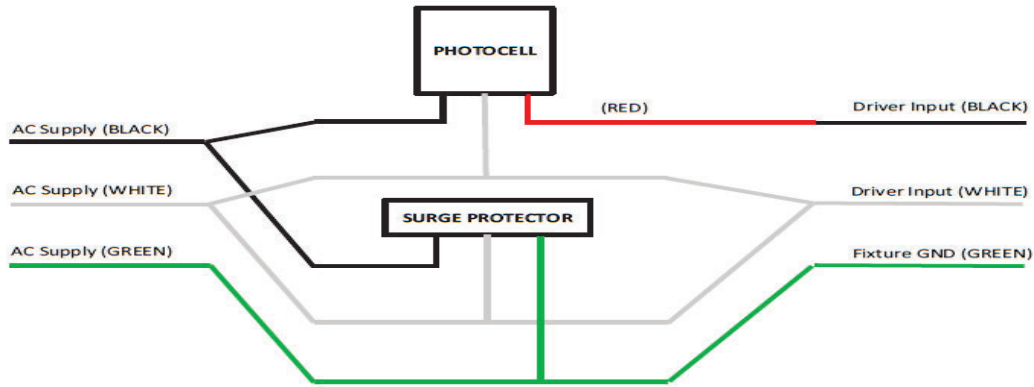 PHOTOCELL
(RED)
AC Supply (BLACK)
Driver Input (BLACK)
AC Supply (WHITE)
Driver Input (WHITE)
SURGE PROTECTOR
AC Supply (GREEN)
Fixture GND (GREEN)